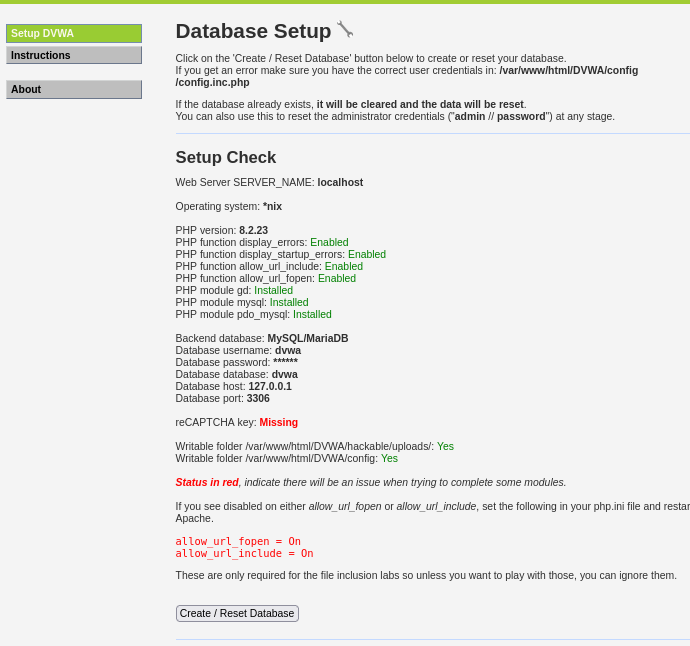 Setup DVWA
Instructions
About
Database Setup
Click on the 'Create / Reset Database' button below to create or reset your database.
If you get an error make sure you have the correct user credentials in: /var/www/html/DVWA/config
/config.inc.php
If the database already exists, it will be cleared and the data will be reset.
You can also use this to reset the administrator credentials ("admin // password") at any stage.
Setup Check
Web Server SERVER_NAME: localhost
Operating system: *nix
PHP version: 8.2.23
PHP function display_errors: Enabled
PHP function display_startup_errors: Enabled
PHP function allow_url_include: Enabled
PHP function allow_url_fopen: Enabled
PHP module gd: Installed
PHP module mysql: Installed
PHP module pdo_mysql: Installed
Backend database: MySQL/MariaDB
Database username: dvwa
Database password: ******
Database database: dvwa
Database host: 127.0.0.1
Database port: 3306
reCAPTCHA key: Missing
Writable folder /var/www/html/DVWA/hackable/uploads/: Yes
Writable folder /var/www/html/DVWA/config: Yes
Status in red, indicate there will be an issue when trying to complete some modules.
If you see disabled on either allow_url_fopen or allow_url_include, set the following in your php.ini file and
Apache.
allow_url_fopen = On
allow_url_include = On
These are only required for the file inclusion labs so unless you want to play with those, you can ignore them.
Create / Reset Database